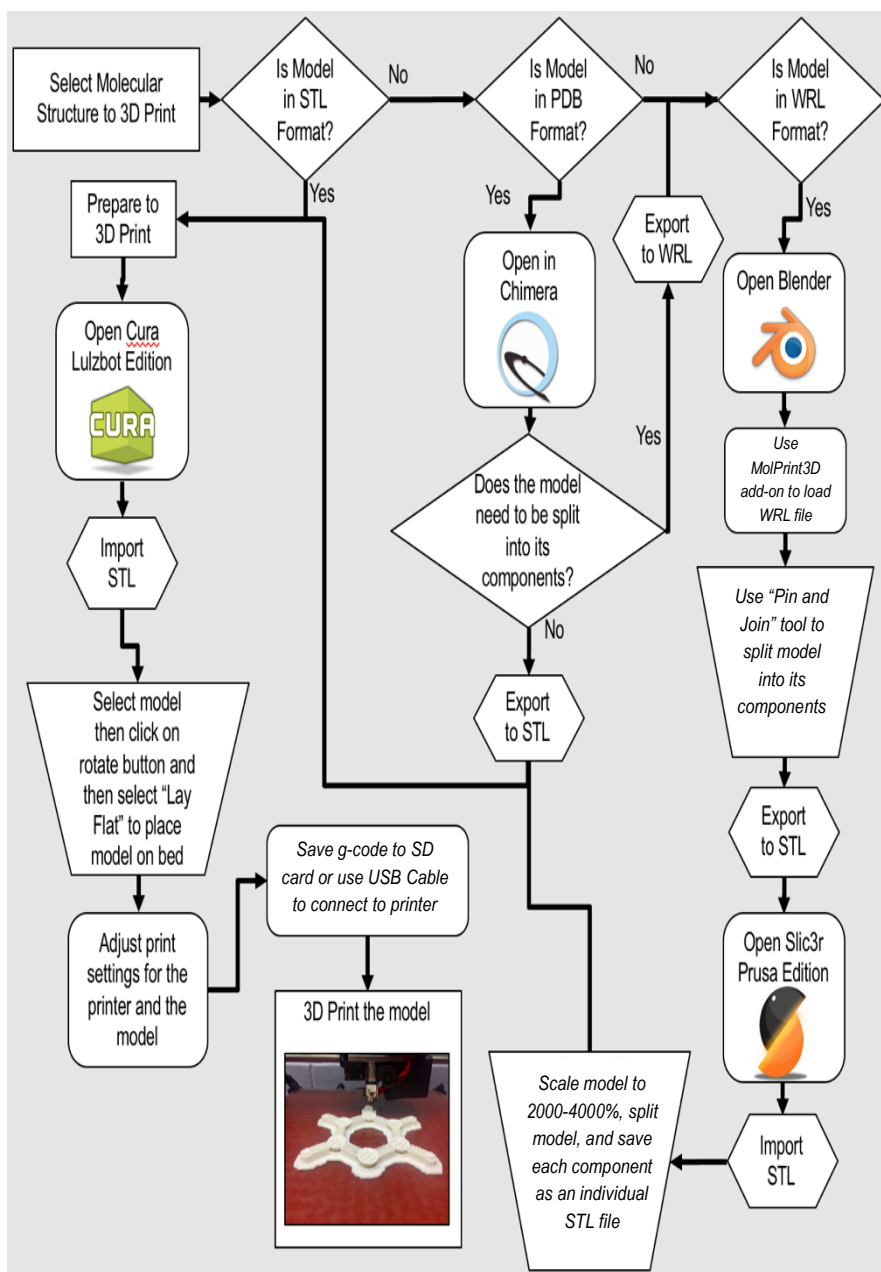 Select Molecular
Structure to 3D Print
Is Model
in STL
Format?
No
Is Model
in PDB
Format?
No
Is Model
in WRL
Format?
Yes
Yes
Yes
Prepare to
3D Print
Open Cura
Lulzbot Edition
CURA
Import
STL
Select model
then click on
rotate button and
then select “Lay
Flat” to place
model on bed
Adjust print
settings for the
printer and the
model
Save g-code to SD
card or use USB Cable
to connect to printer
3D Print the model
Open in
Chimera
Does the model
need to be split
into its
components?
Yes
Export
to WRL
No
Export
to STL
Open Blender
Use
MolPrint3D
add-on to load
WRL file
Use “Pin and
Join” tool to
split model
into its
components
Export
to STL
Open Slic3r
Prusa Edition
Import
STL
Scale model to
2000-4000%, split
model, and save
each component
as an individual
STL file